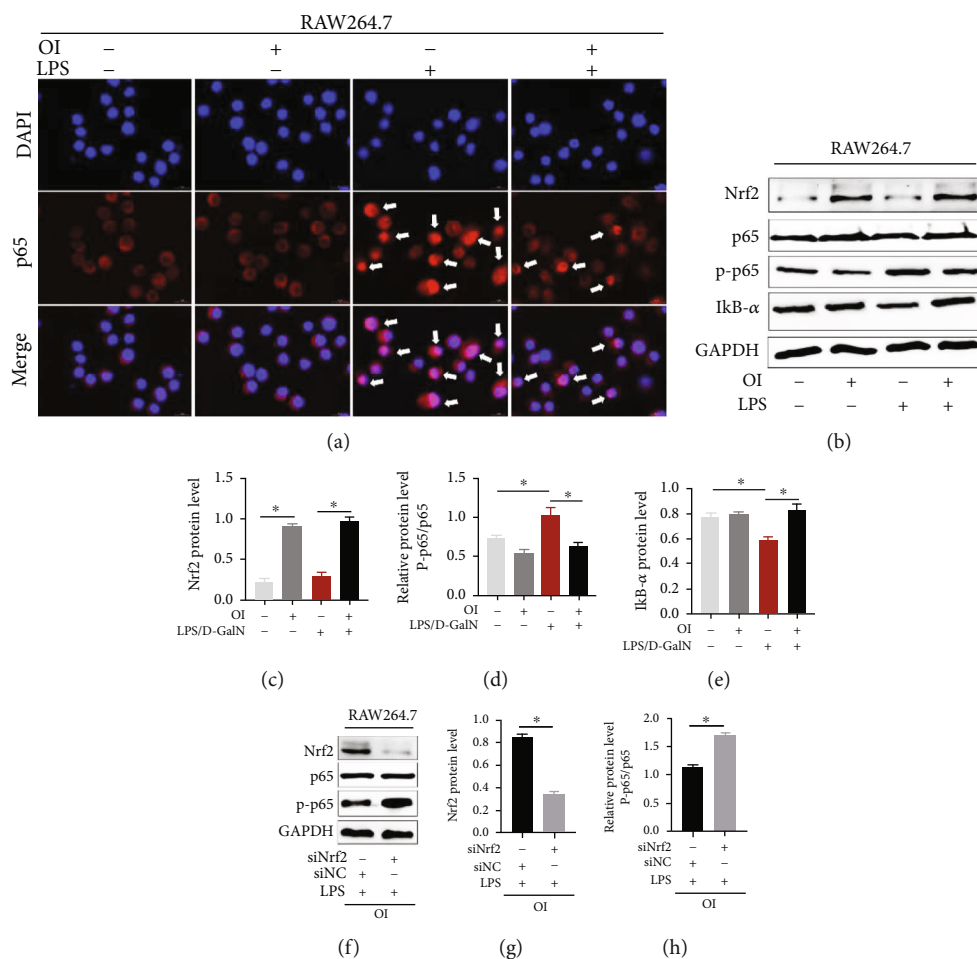 RAW264.7
OI − + − +
LPS − − + +
DAPI
p65
Merge
(a)
RAW264.7
Nrf2
p65
p-p65
IkB-α
GAPDH
OI − + − +
LPS − − + +
(b)
Nrf2 protein level
1.5
1.0
0.5
0.0
* *
OI − + − +
LPS/D-GalN − − + +
(c)
Relative protein level
P-p65/p65
1.5
1.0
0.5
0.0
* *
OI − + − +
LPS/D-GalN − − + +
(d)
IkB-α protein level
1.0
0.8
0.6
0.4
0.2
0.0
* *
OI − + − +
LPS/D-GalN − − + +
(e)
RAW264.7
Nrf2
p65
p-p65
GAPDH
siNrf2 − +
siNC + −
LPS + +
OI
(f)
Nrf2 protein level
1.0
0.8
0.6
0.4
0.2
0.0
*
siNrf2 − +
siNC + −
LPS + +
OI
(g)
Relative protein level
P-p65/p65
2.0
1.5
1.0
0.5
0.0
*
siNrf2 − +
siNC + −
LPS + +
OI
(h)